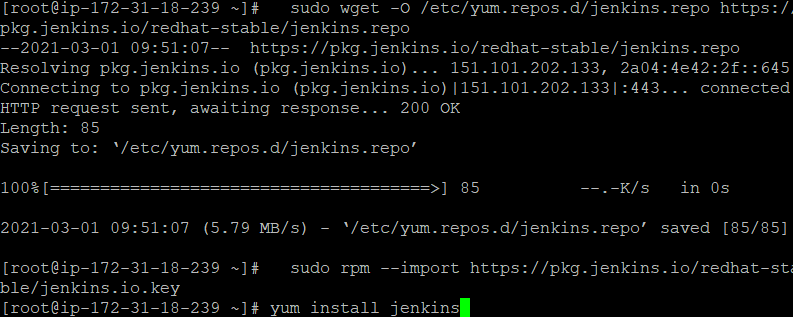 [root@ip-172-31-18-239 ~]#   sudo wget -O /etc/yum.repos.d/jenkins.repo https:/
pkg.jenkins.io/redhat-stable/jenkins.repo
--2021-03-01 09:51:07--  https://pkg.jenkins.io/redhat-stable/jenkins.repo
Resolving pkg.jenkins.io (pkg.jenkins.io)... 151.101.202.133, 2a04:4e42:2f::645
Connecting to pkg.jenkins.io (pkg.jenkins.io)|151.101.202.133|:443... connected
HTTP request sent, awaiting response... 200 OK
Length: 85
Saving to: ‘/etc/yum.repos.d/jenkins.repo’
100%[======================================>] 85          --.-K/s   in 0s
2021-03-01 09:51:07 (5.79 MB/s) - ‘/etc/yum.repos.d/jenkins.repo’ saved [85/85]
[root@ip-172-31-18-239 ~]#   sudo rpm --import https://pkg.jenkins.io/redhat-sta
ble/jenkins.io.key
[root@ip-172-31-18-239 ~]# yum install jenkins